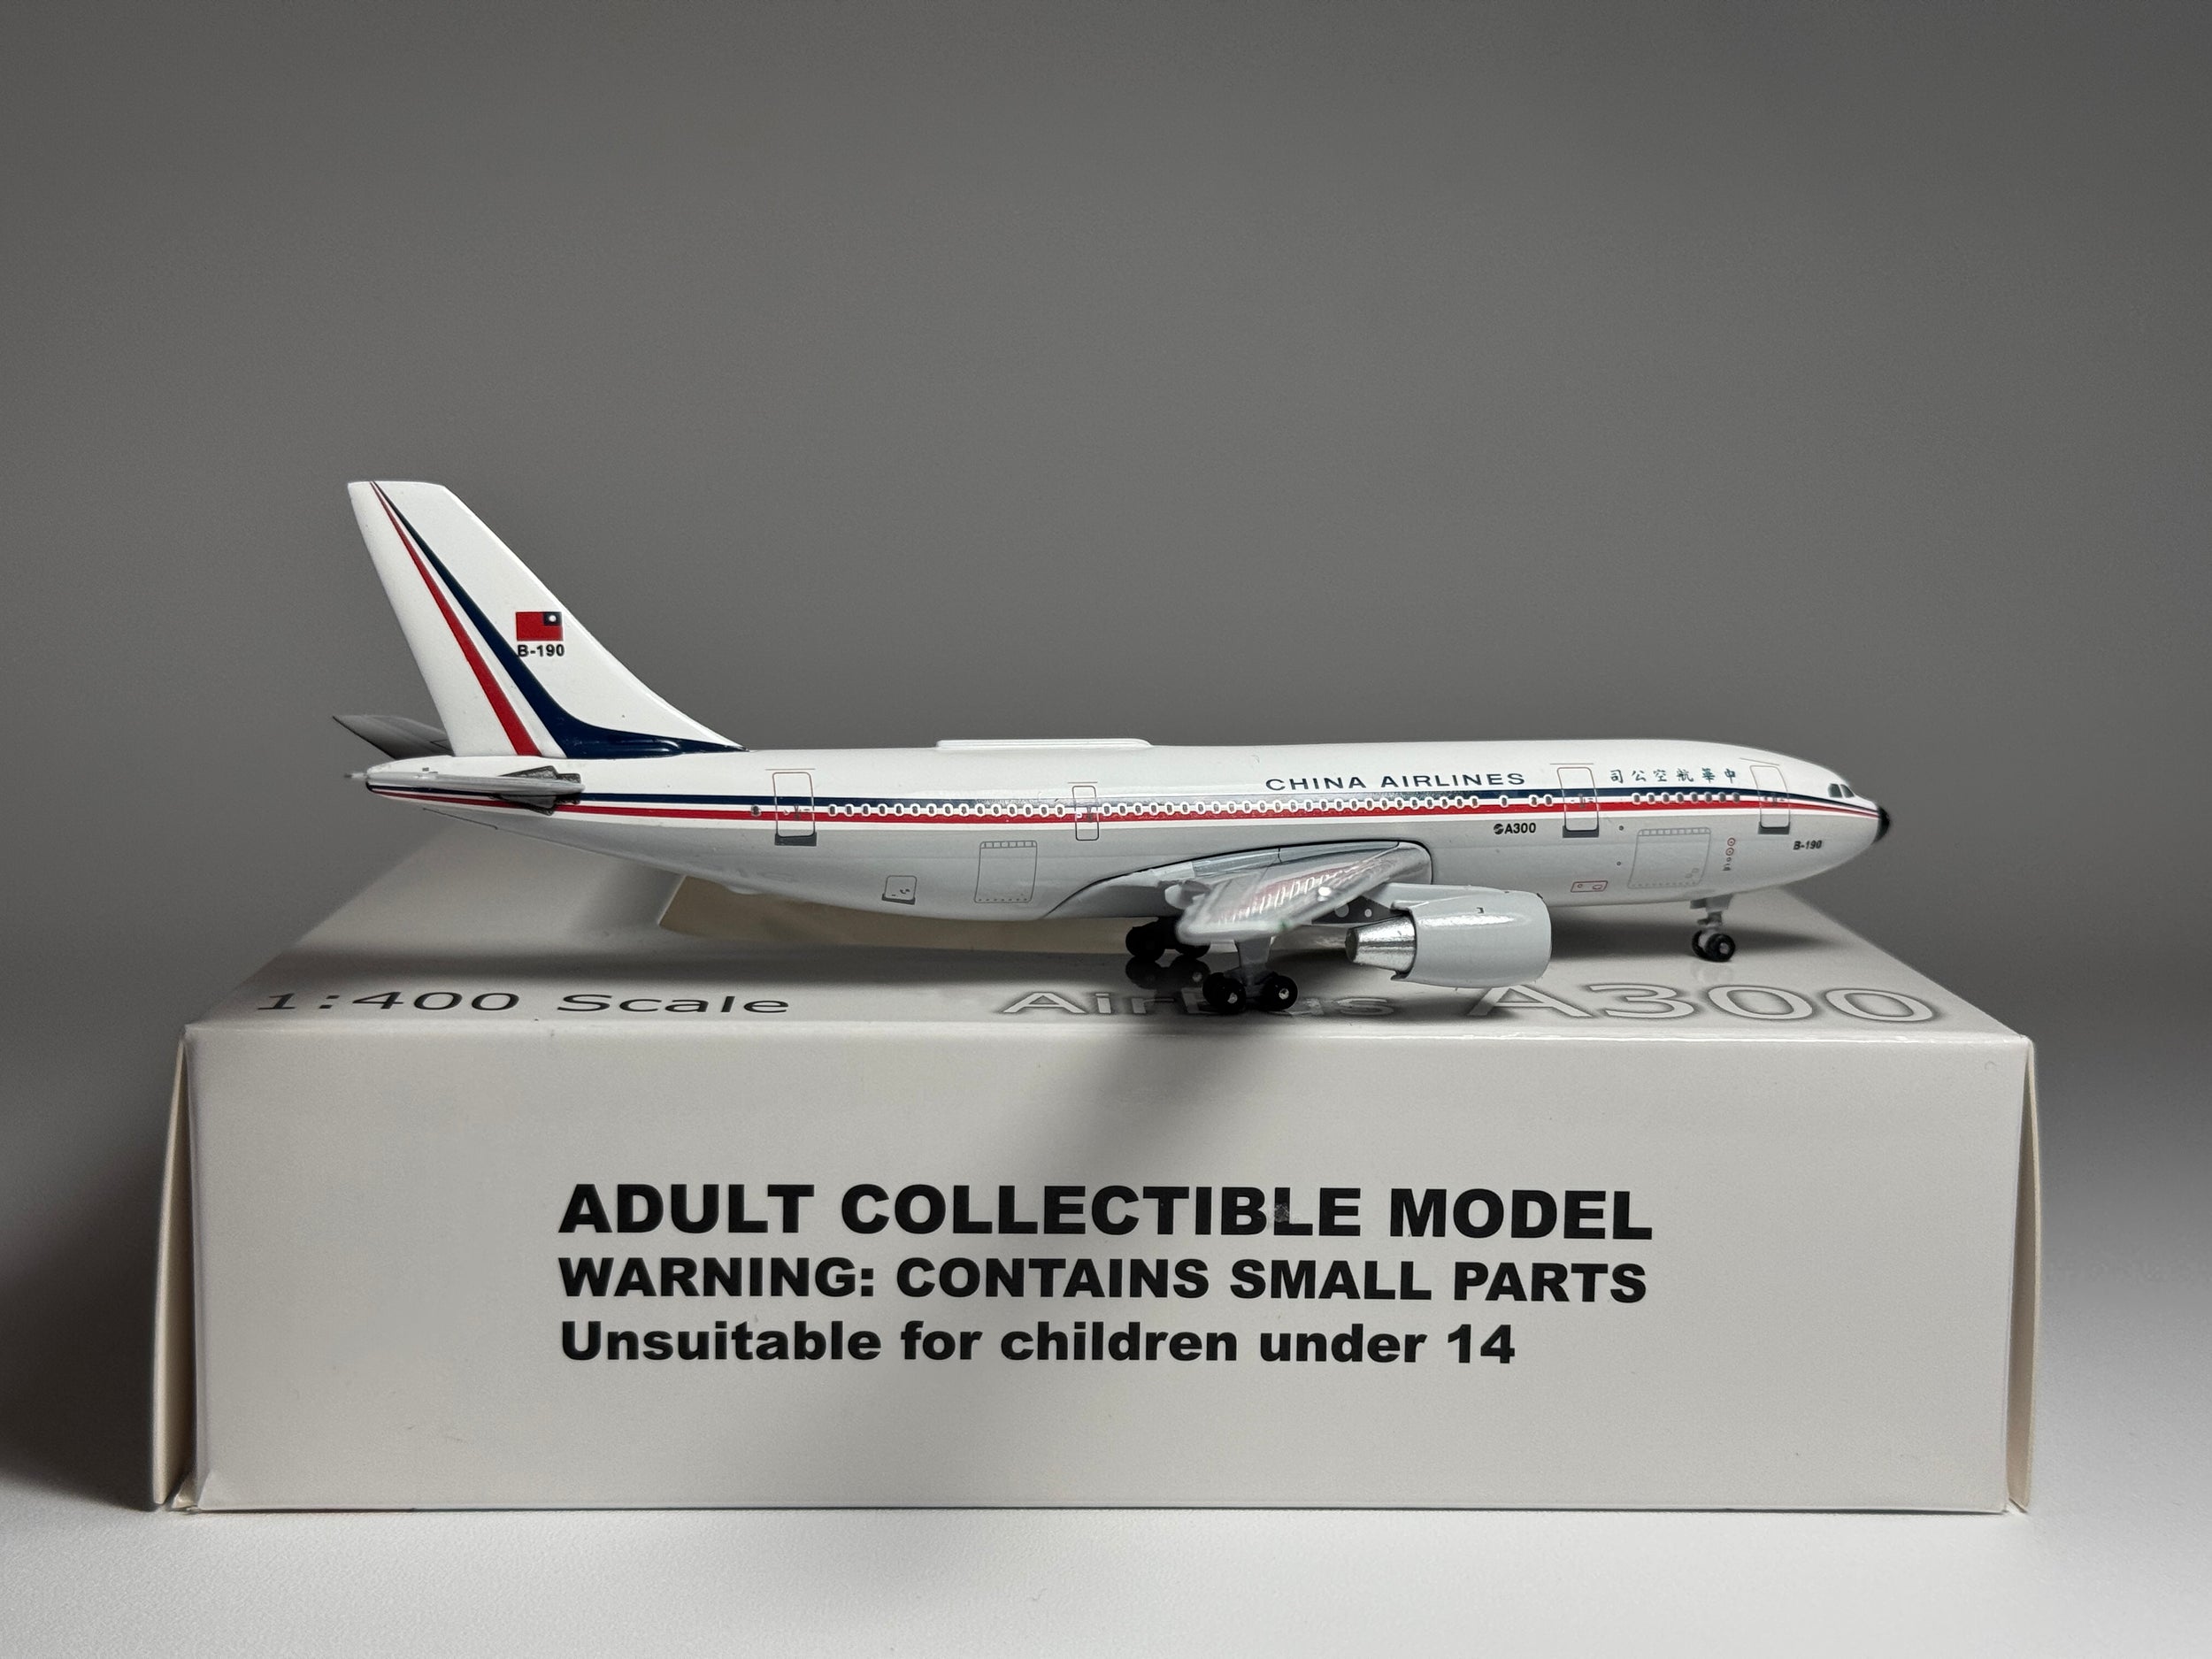 B-190
CHINA AIRLINES
司公空航華中
A300
B-190
1:400 Scale
Airbus A300
ADULT COLLECTIBLE MODEL
WARNING: CONTAINS SMALL PARTS
Unsuitable for children under 14